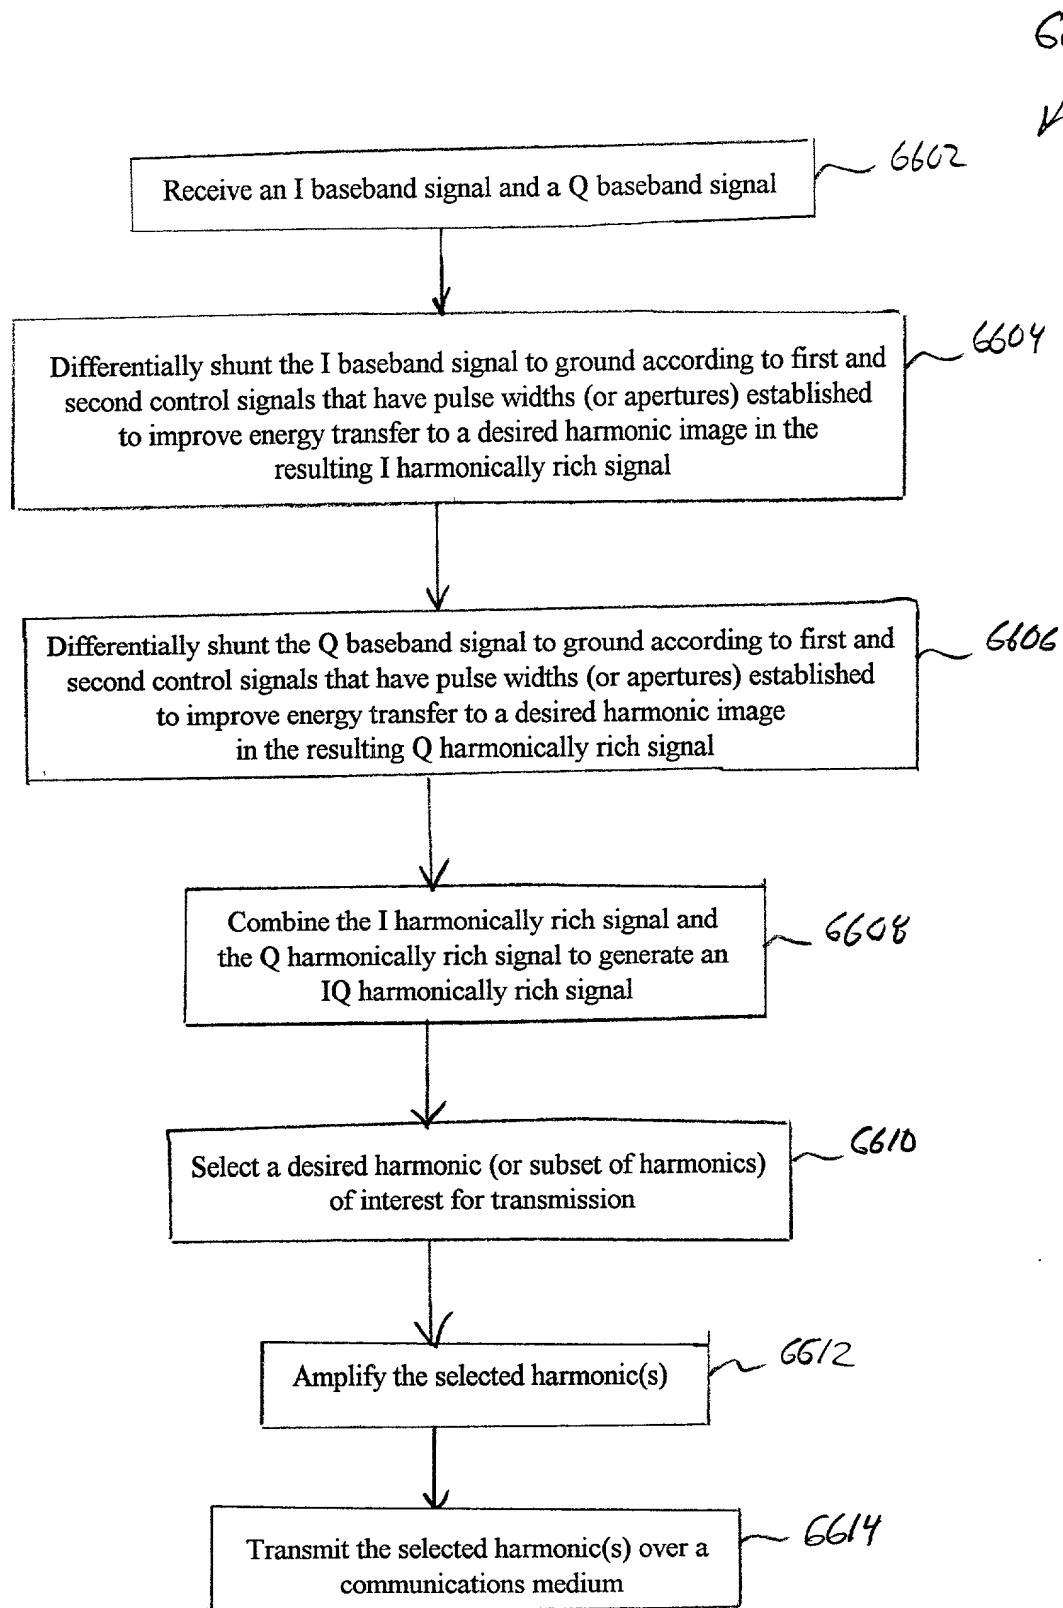 6602
Receive an I baseband signal and a Q baseband signal
6604
Differentially shunt the I baseband signal to ground according to first and
second control signals that have pulse widths (or apertures) established
to improve energy transfer to a desired harmonic image in the
resulting I harmonically rich signal
6606
Differentially shunt the Q baseband signal to ground according to first and
second control signals that have pulse widths (or apertures) established
to improve energy transfer to a desired harmonic image
in the resulting Q harmonically rich signal
6608
Combine the I harmonically rich signal and
the Q harmonically rich signal to generate an
IQ harmonically rich signal
6610
Select a desired harmonic (or subset of harmonics)
of interest for transmission
6612
Amplify the selected harmonic(s)
6614
Transmit the selected harmonic(s) over a
communications medium